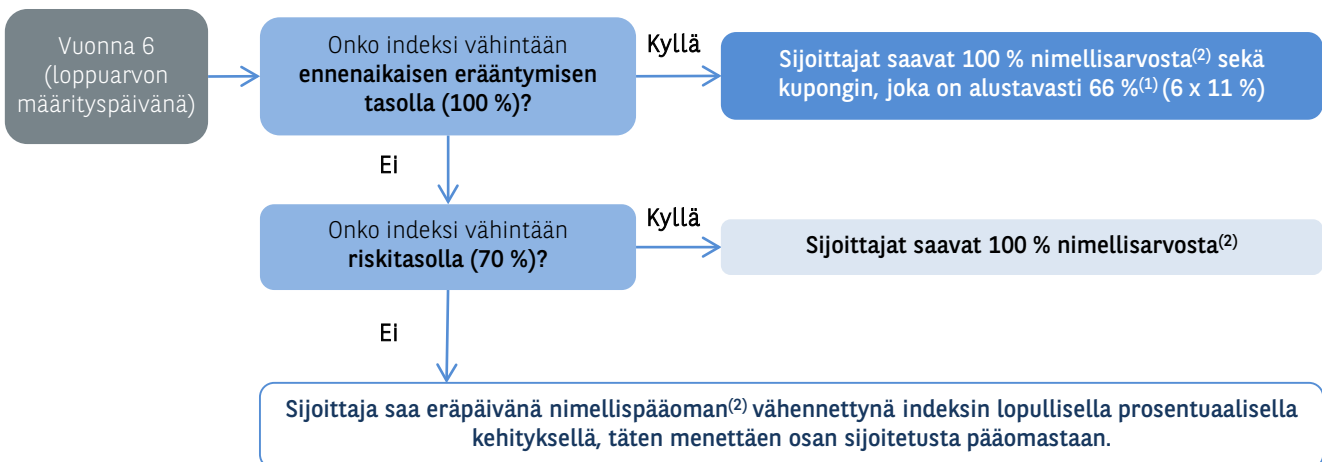 Vuonna 6
(loppuarvon
määrityspäivänä)
Onko indeksi vähintään
ennenaikaisen erääntymisen
tasolla (100 %)?
Kyllä
Sijoittajat saavat 100 % nimellisarvosta(2) sekä
kupongin, joka on alustavasti 66 %(1) (6 x 11 %)
Ei
Onko indeksi vähintään
riskitasolla (70 %)?
Kyllä
Sijoittajat saavat 100 % nimellisarvosta(2)
Ei
Sijoittaja saa eräpäivänä nimellispääoman(2) vähennettynä indeksin lopullisella prosentuaalisella
kehityksellä, täten menettäen osan sijoitetusta pääomastaan.